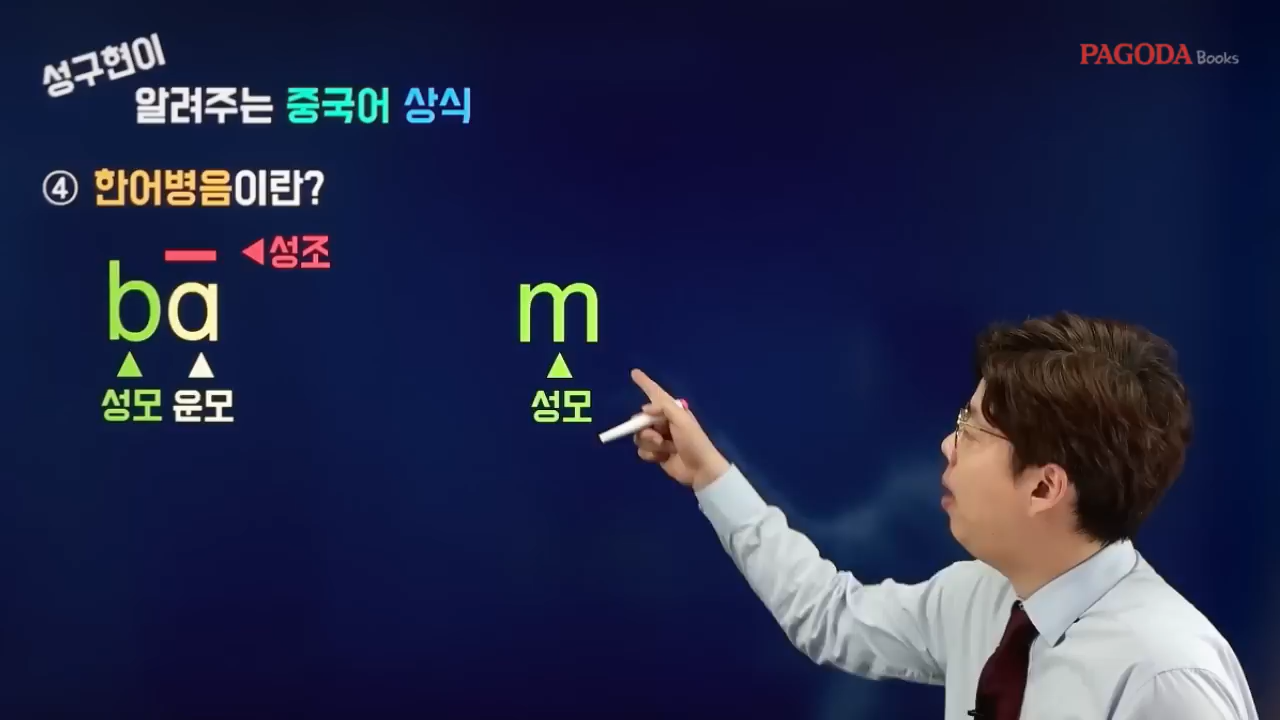 성구현이
알려주는 중국어 상식
PAGODA Books
④ 한어병음이란?
◀성조
ba
m
성모 운모
성모